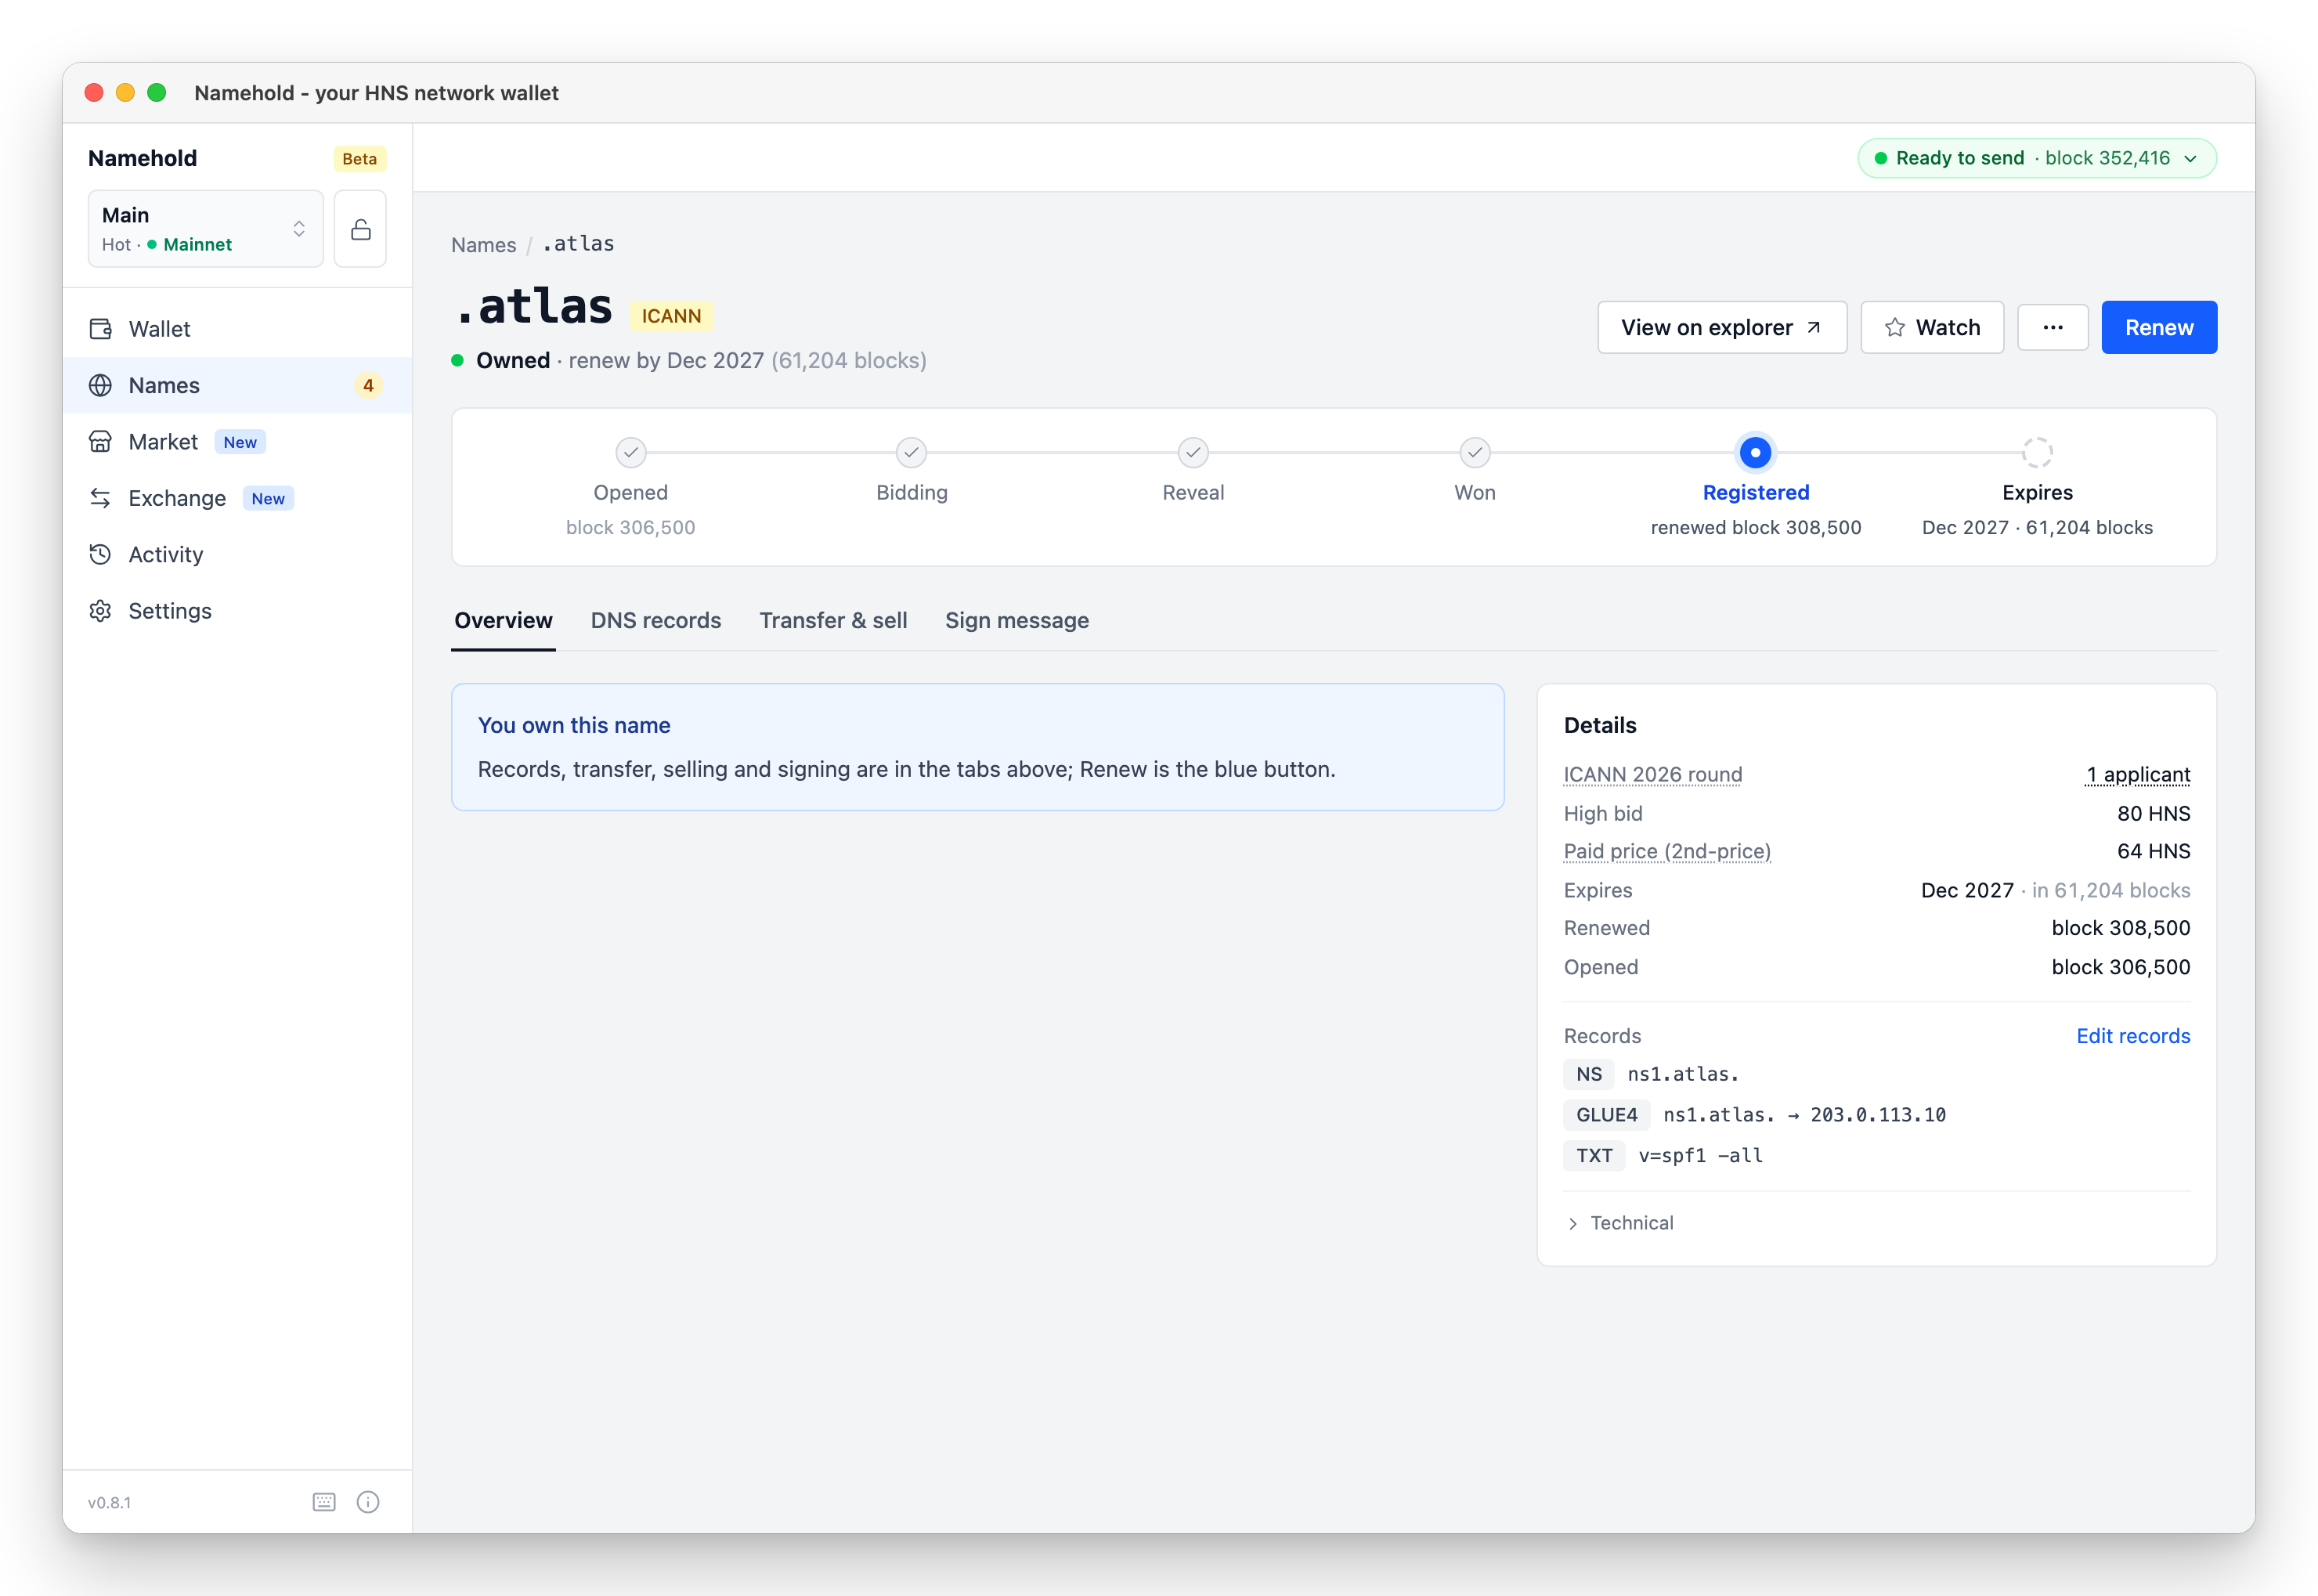 Namehold - your HNS network wallet
Namehold Beta
Main
Hot · Mainnet
Ready to send · block 352,416
Wallet
Names 4
Market New
Exchange New
Activity
Settings
v0.8.1
Names / .atlas
.atlas ICANN
Owned · renew by Dec 2027 (61,204 blocks)
View on explorer ↗ Watch ··· Renew
Opened Bidding Reveal Won Registered Expires
block 306,500 renewed block 308,500 Dec 2027 · 61,204 blocks
Overview DNS records Transfer & sell Sign message
You own this name
Records, transfer, selling and signing are in the tabs above; Renew is the blue button.
Details
ICANN 2026 round 1 applicant
High bid 80 HNS
Paid price (2nd-price) 64 HNS
Expires Dec 2027 · in 61,204 blocks
Renewed block 308,500
Opened block 306,500
Records Edit records
NS ns1.atlas.
GLUE4 ns1.atlas. → 203.0.113.10
TXT v=spf1 −all
Technical